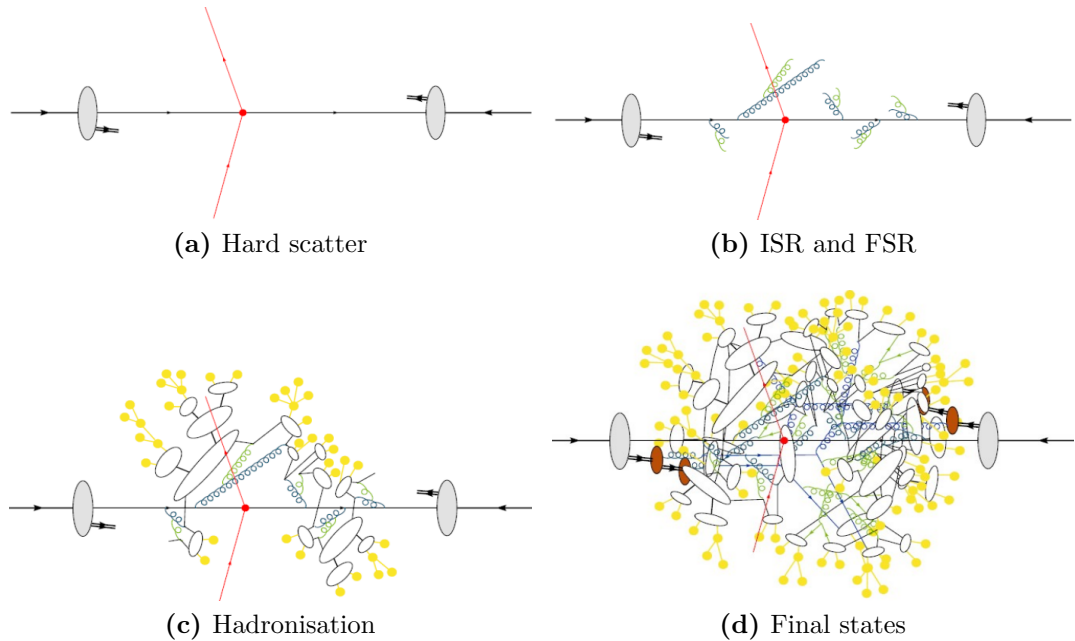 (a) Hard scatter
(b) ISR and FSR
(c) Hadronisation
(d) Final states